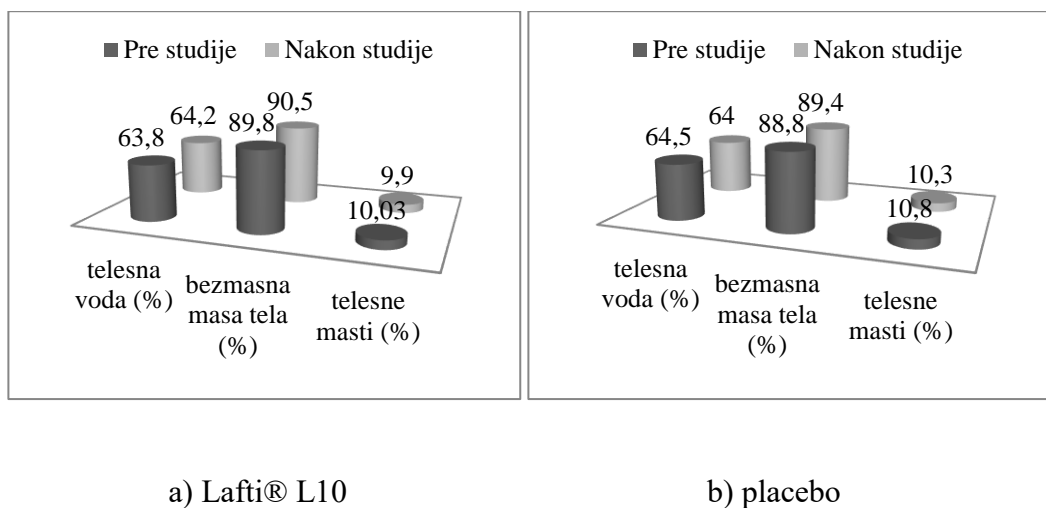 Pre studije Nakon studije
63,8
64,2
89,8
90,5
10,03
9,9
telesna
voda (%)
bezmasna
masa tela
(%)
telesne
masti (%)
Pre studije Nakon studije
64,5
64
88,8
89,4
10,8
10,3
telesna
voda (%)
bezmasna
masa tela
(%)
telesne
masti (%)
a) Lafti® L10
b) placebo